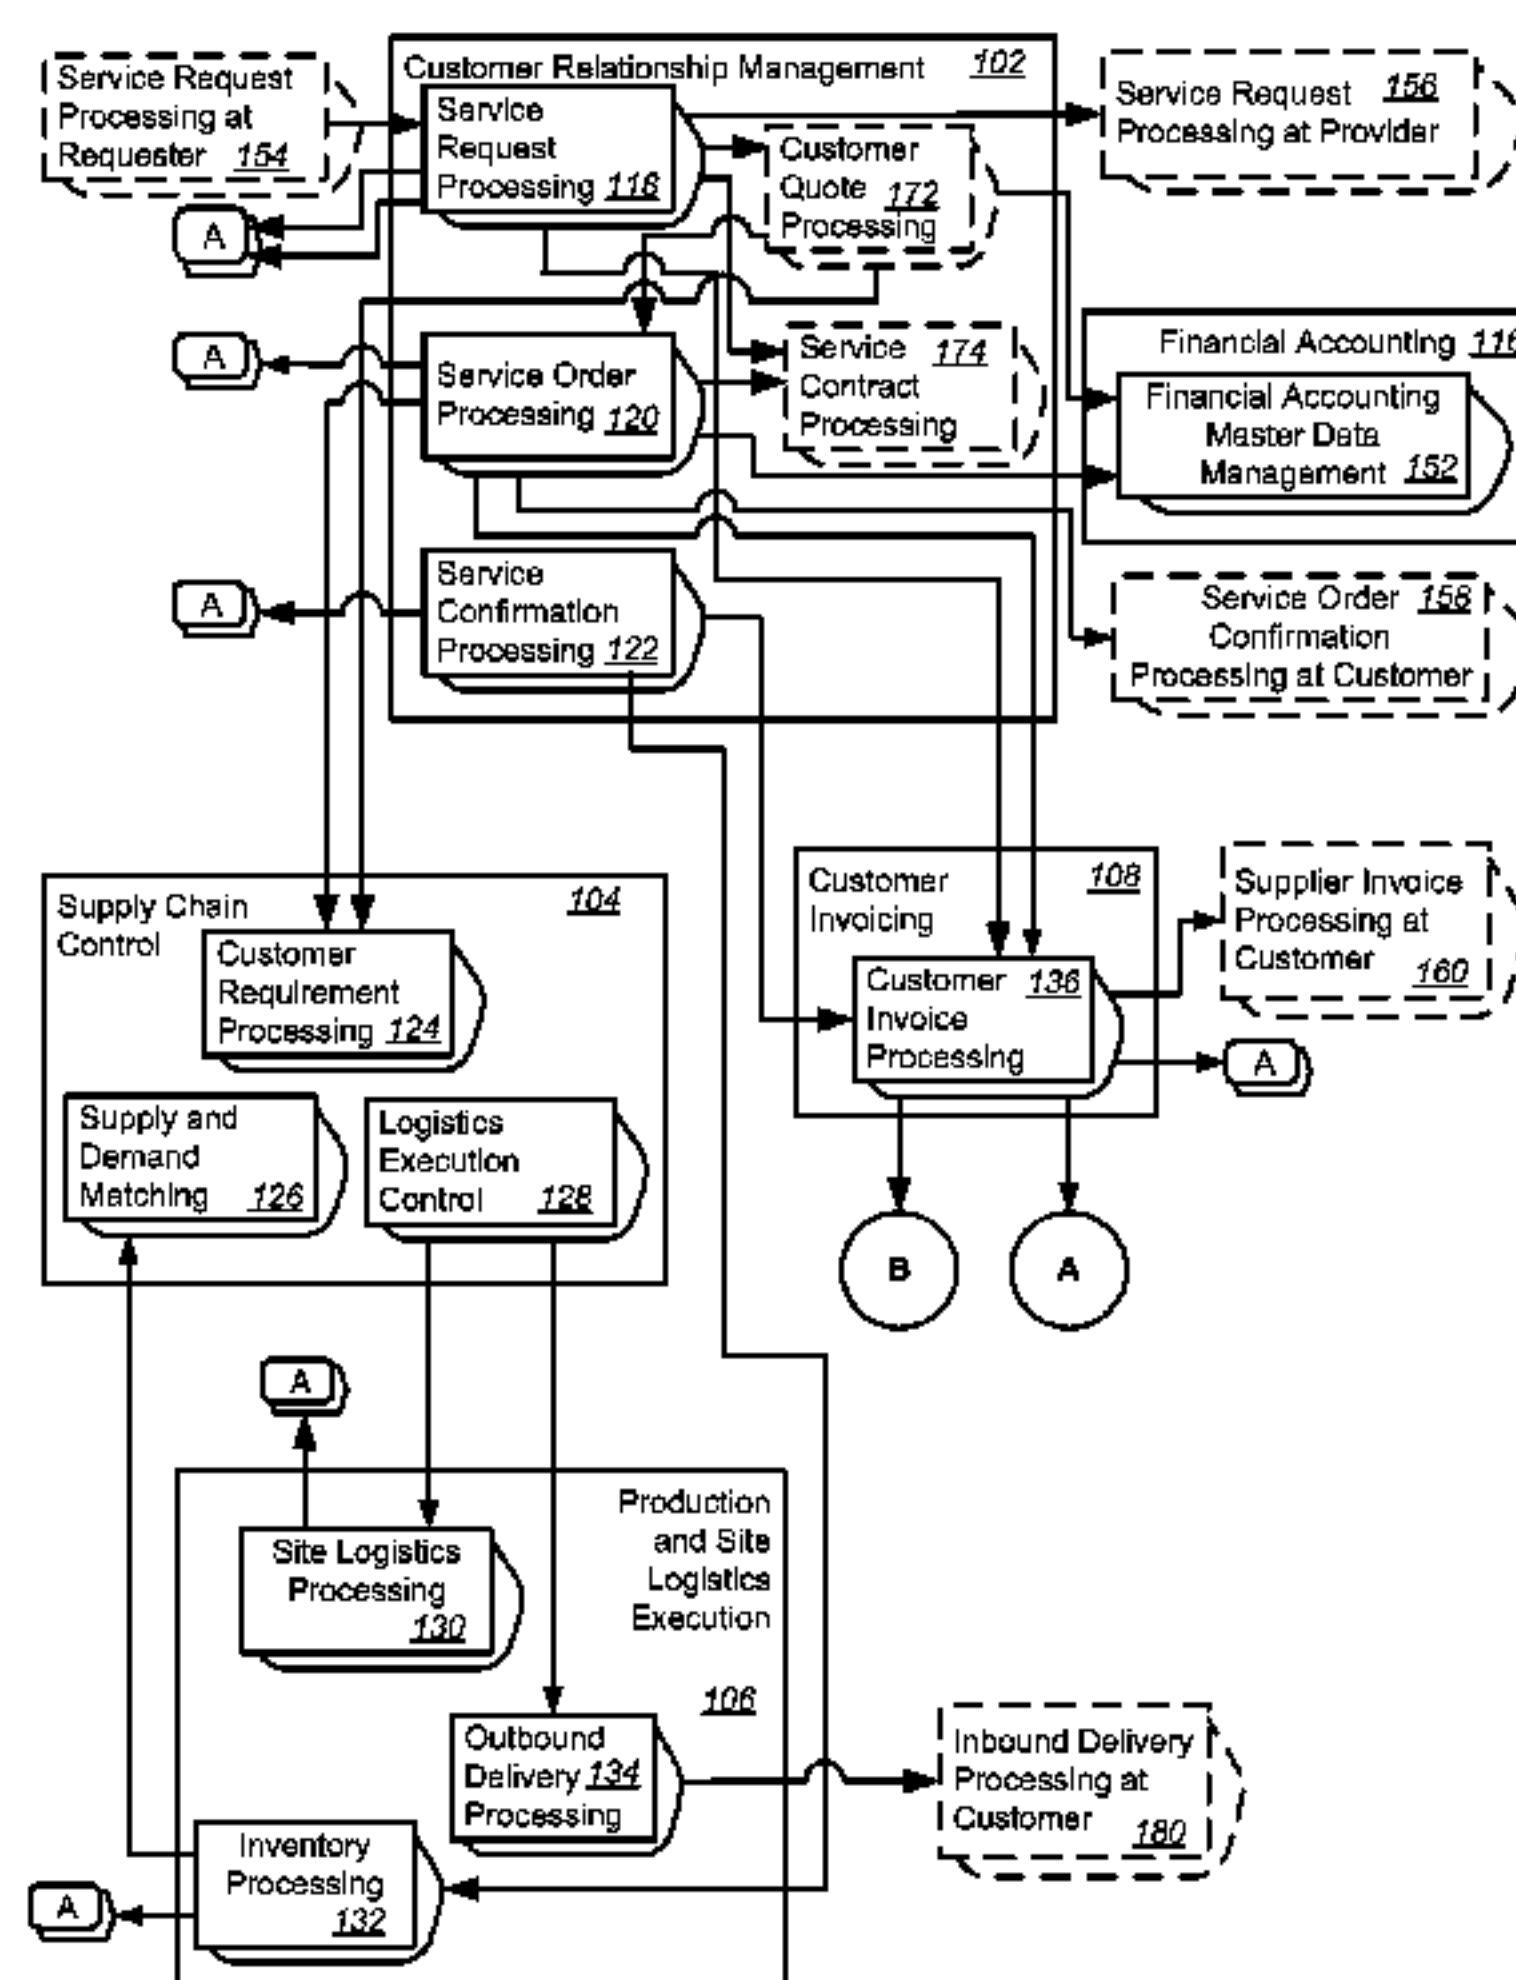 Customer Relationship Management 102
Service Request
Processing at
Requester 154
Service
Request
Processing 118
Service Request 156
Processing at Provider
Customer
Quote 172
Processing
A
A
Service Order
Processing 120
Service 174
Contract
Processing
Financial Accounting 116
Financial Accounting
Master Data
Management 152
A
Service
Confirmation
Processing 122
Service Order 158
Confirmation
Processing at Customer
Supply Chain 104
Control
Customer
Requirement
Processing 124
Supply and
Demand
Matching 126
Logistics
Execution
Control 128
Customer 108
Invoicing
Customer 136
Invoice
Processing
Supplier Invoice
Processing at
Customer 160
A
B
A
A
Production
and Site
Logistics
Execution
106
Site Logistics
Processing
130
Outbound
Delivery 134
Processing
Inbound Delivery
Processing at
Customer 180
Inventory
Processing
132
A